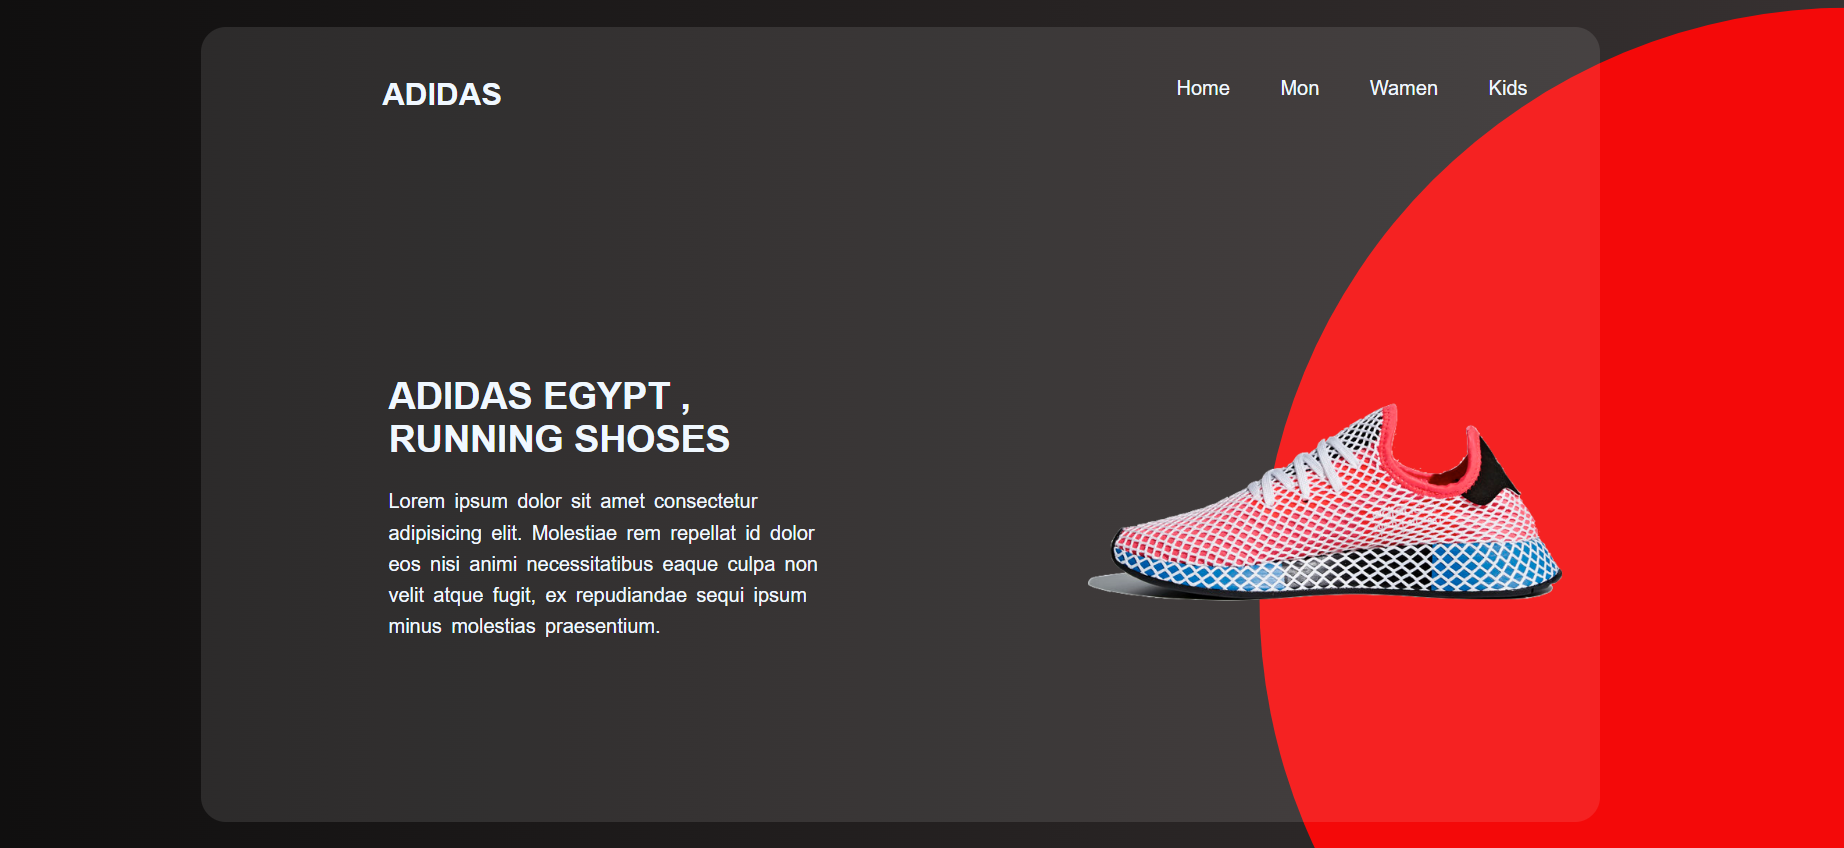 ADIDAS
Home Mon Wamen Kids
ADIDAS EGYPT ,
RUNNING SHOSES
Lorem ipsum dolor sit amet consectetur
adipisicing elit. Molestiae rem repellat id dolor
eos nisi animi necessitatibus eaque culpa non
velit atque fugit, ex repudiandae sequi ipsum
minus molestias praesentium.